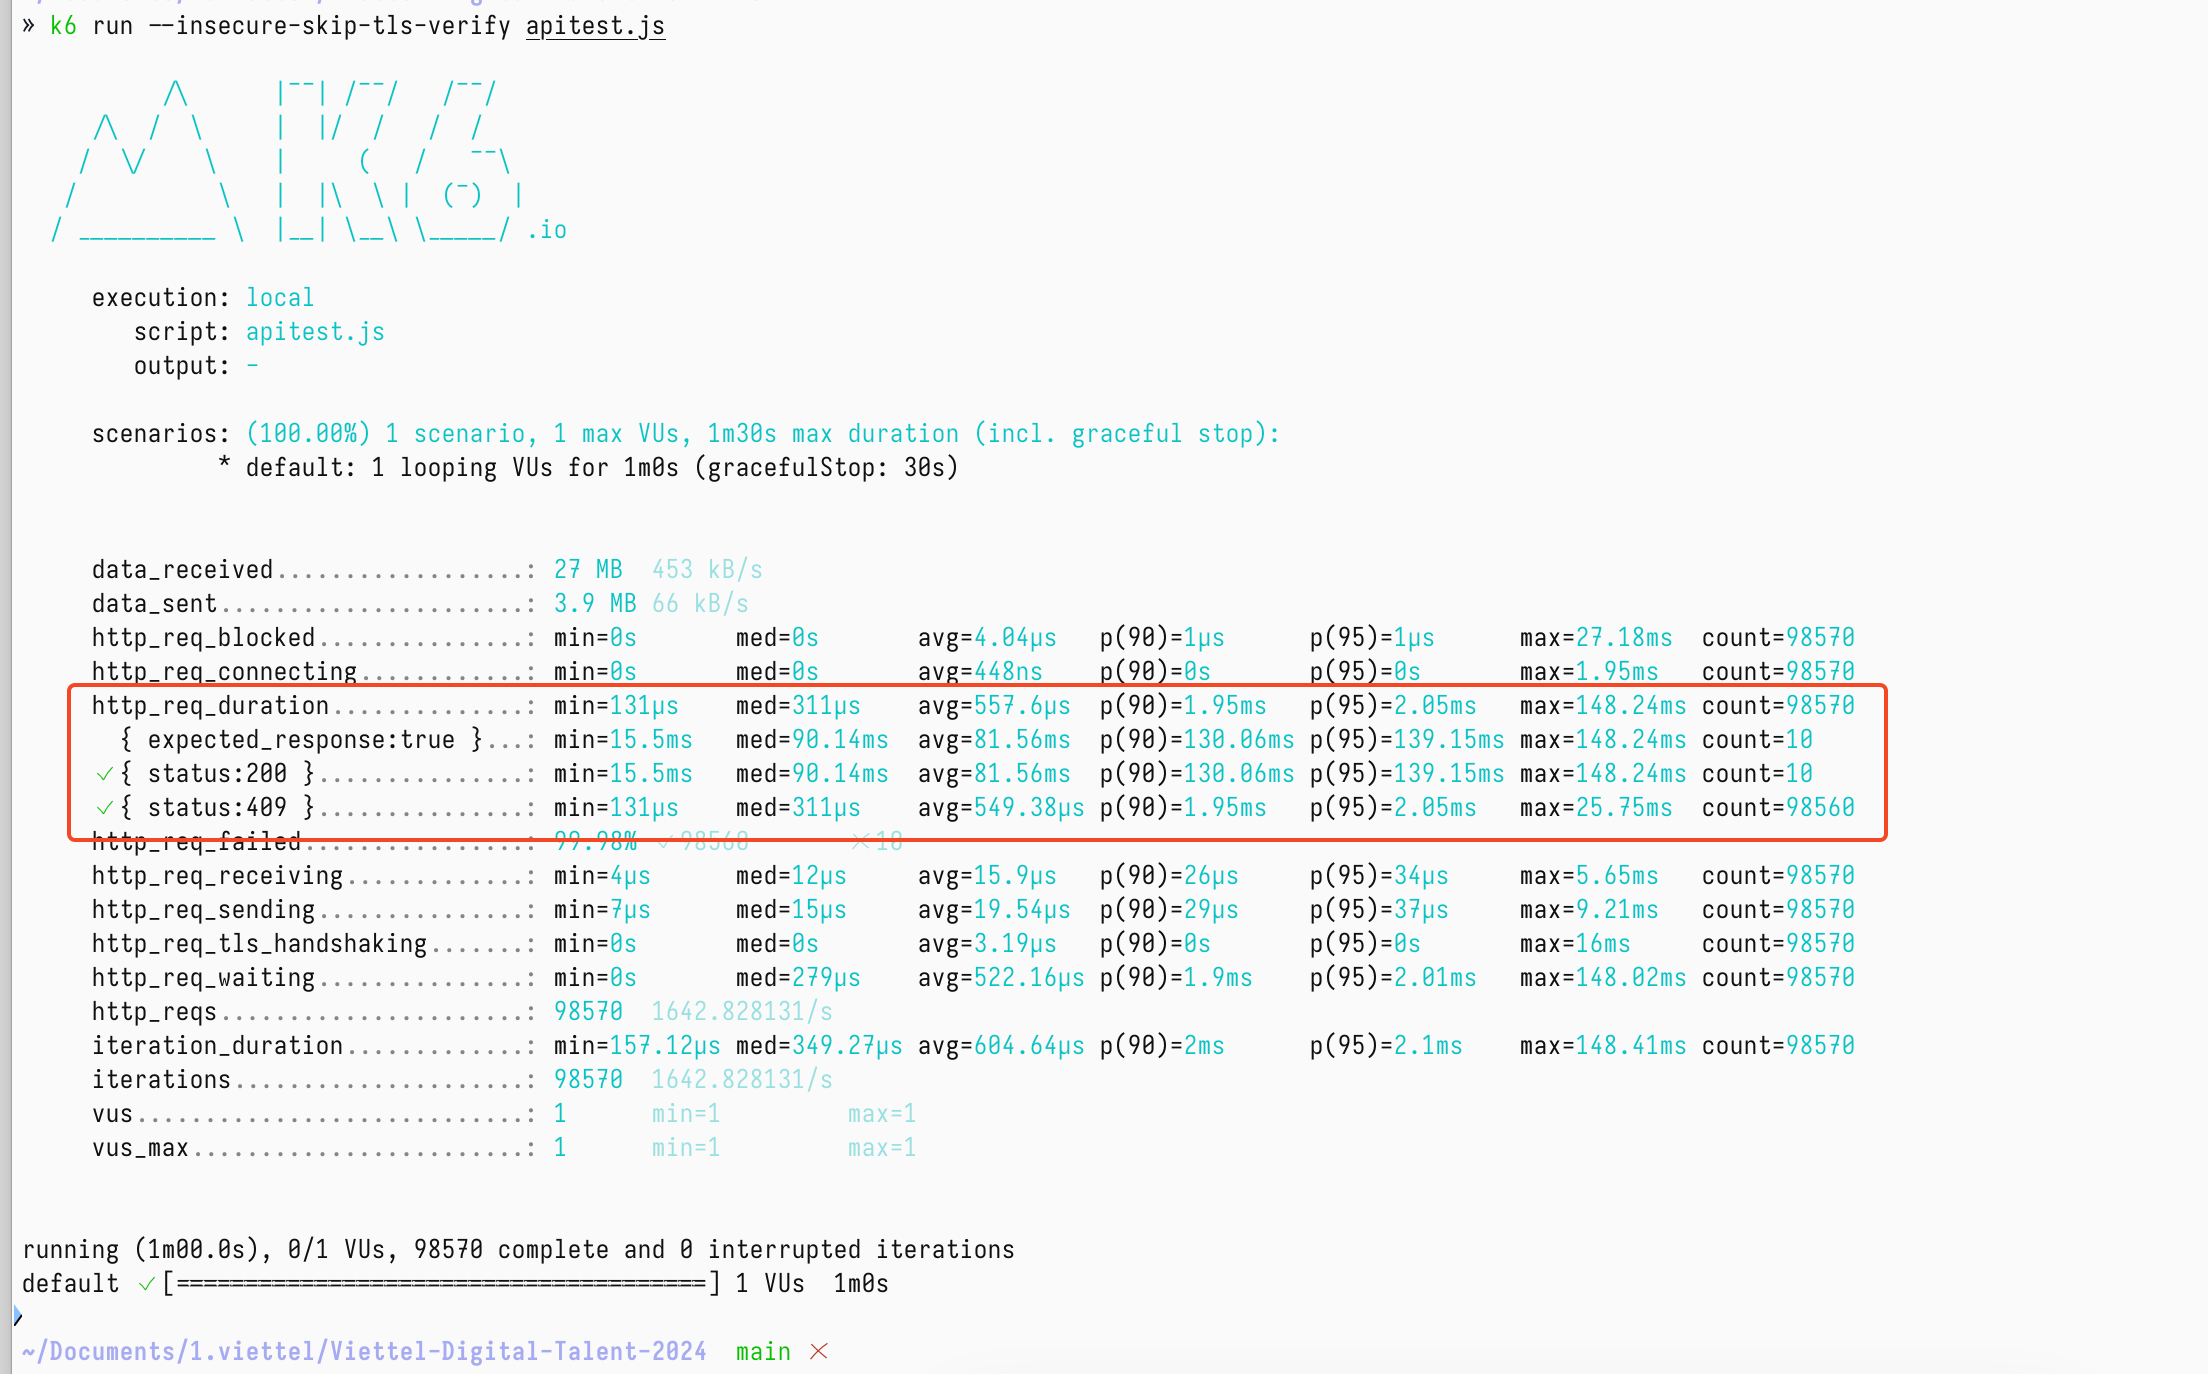 » k6 run --insecure-skip-tls-verify apitest.js
.io
execution: local
script: apitest.js
output: -
scenarios: (100.00%) 1 scenario, 1 max VUs, 1m30s max duration (incl. graceful stop):
* default: 1 looping VUs for 1m0s (gracefulStop: 30s)
data_received..................: 27 MB 453 kB/s
data_sent......................: 3.9 MB 66 kB/s
http_req_blocked...............: min=0s med=0s avg=4.04µs p(90)=1µs p(95)=1µs max=27.18ms count=98570
http_req_connecting............: min=0s med=0s avg=448ns p(90)=0s p(95)=0s max=1.95ms count=98570
http_req_duration..............: min=131µs med=311µs avg=557.6µs p(90)=1.95ms p(95)=2.05ms max=148.24ms count=98570
{ expected_response:true }...: min=15.5ms med=90.14ms avg=81.56ms p(90)=130.06ms p(95)=139.15ms max=148.24ms count=10
✓ { status:200 }...............: min=15.5ms med=90.14ms avg=81.56ms p(90)=130.06ms p(95)=139.15ms max=148.24ms count=10
✓ { status:409 }...............: min=131µs med=311µs avg=549.38µs p(90)=1.95ms p(95)=2.05ms max=25.75ms count=98560
http_req_failed................: 99.98% ✓ 98560 ✗ 10
http_req_receiving.............: min=4µs med=12µs avg=15.9µs p(90)=26µs p(95)=34µs max=5.65ms count=98570
http_req_sending...............: min=7µs med=15µs avg=19.54µs p(90)=29µs p(95)=37µs max=9.21ms count=98570
http_req_tls_handshaking.......: min=0s med=0s avg=3.19µs p(90)=0s p(95)=0s max=16ms count=98570
http_req_waiting...............: min=0s med=279µs avg=522.16µs p(90)=1.9ms p(95)=2.01ms max=148.02ms count=98570
http_reqs......................: 98570 1642.828131/s
iteration_duration.............: min=157.12µs med=349.27µs avg=604.64µs p(90)=2ms p(95)=2.1ms max=148.41ms count=98570
iterations.....................: 98570 1642.828131/s
vus............................: 1 min=1 max=1
vus_max........................: 1 min=1 max=1
running (1m00.0s), 0/1 VUs, 98570 complete and 0 interrupted iterations
default ✓ [======================================] 1 VUs 1m0s
~/Documents/1.viettel/Viettel-Digital-Talent-2024 main ✗